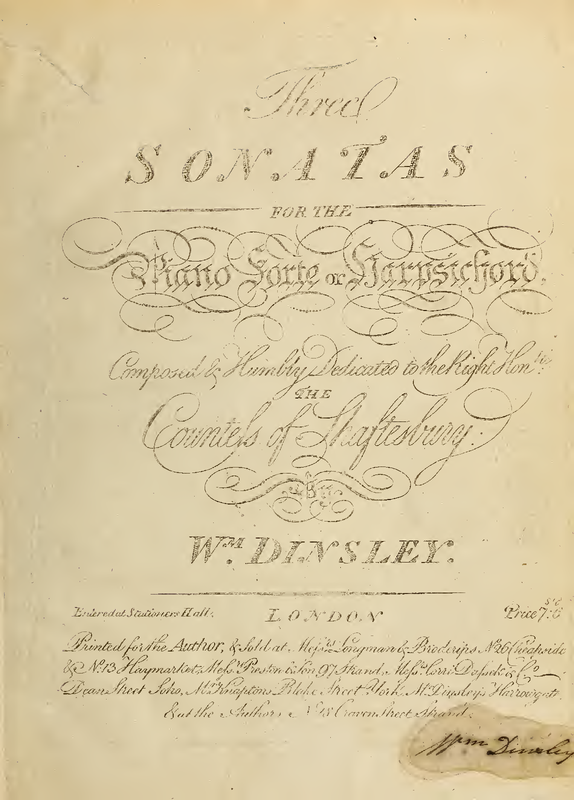 Three
SONATAS
FOR THE
Piano Forte or Harpsichord.
Composed & Humbly Dedicated to the Right Hon.ble
THE
Countess of Shaftesbury.
By
Wm. DINSLEY.
Entered at Stationers Hall.
LONDON
Price 7:6
Printed for the Author, & Sold at Messrs. Longman & Broderips No. 26 Cheapside
& No. 13 Haymarket, Messrs. Preston & Son, 97 Strand, Messrs. Corri Dussek & Co.
Dean Street Soho, Mr. Knaptons Blake Street York, Mr. Dinsleys Harrowgate
& at the Authors No. Craven Street Strand.
Wm Dinsley